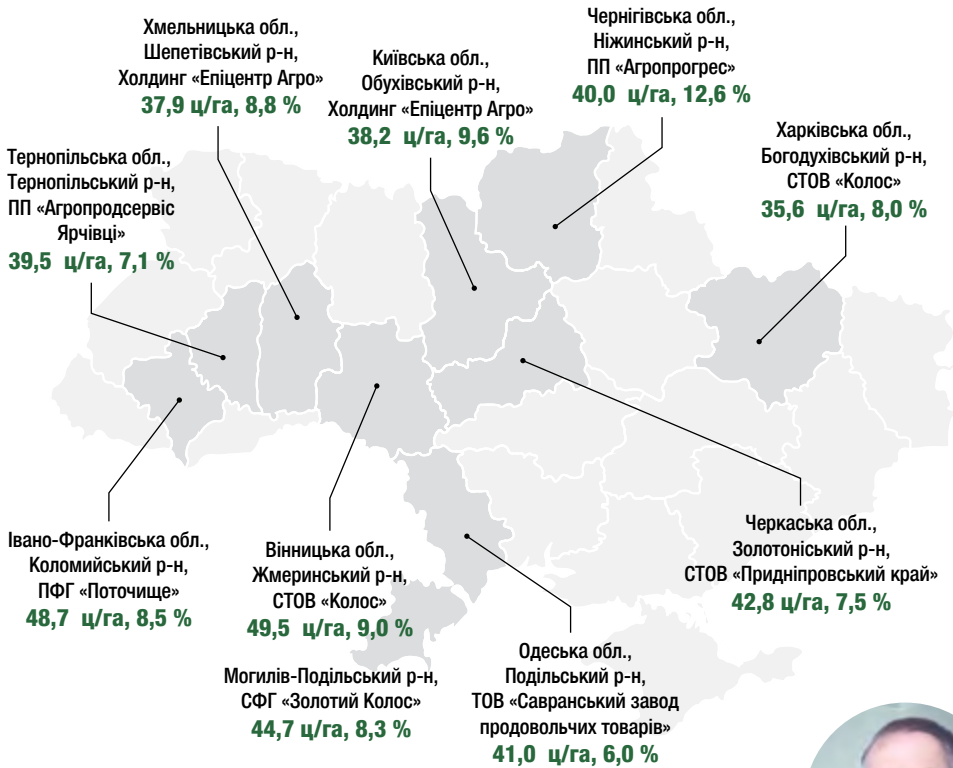 Хмельницька обл.,
Шепетівський р-н,
Холдинг «Епіцентр Агро»
37,9 ц/га, 8,8 %
Київська обл.,
Обухівський р-н,
Холдинг «Епіцентр Агро»
38,2 ц/га, 9,6 %
Чернігівська обл.,
Ніжинський р-н,
ПП «Агропрогрес»
40,0 ц/га, 12,6 %
Харківська обл.,
Богодухівський р-н,
СТОВ «Колос»
35,6 ц/га, 8,0 %
Тернопільська обл.,
Тернопільський р-н,
ПП «Агропродсервіс
Ярчівці»
39,5 ц/га, 7,1 %
Івано-Франківська обл.,
Коломийський р-н,
ПФГ «Поточище»
48,7 ц/га, 8,5 %
Вінницька обл.,
Жмеринський р-н,
СТОВ «Колос»
49,5 ц/га, 9,0 %
Могилів-Подільський р-н,
СФГ «Золотий Колос»
44,7 ц/га, 8,3 %
Одеська обл.,
Подільський р-н,
ТОВ «Савранський завод
продовольчих товарів»
41,0 ц/га, 6,0 %
Черкаська обл.,
Золотоніський р-н,
СТОВ «Придніпровський край»
42,8 ц/га, 7,5 %